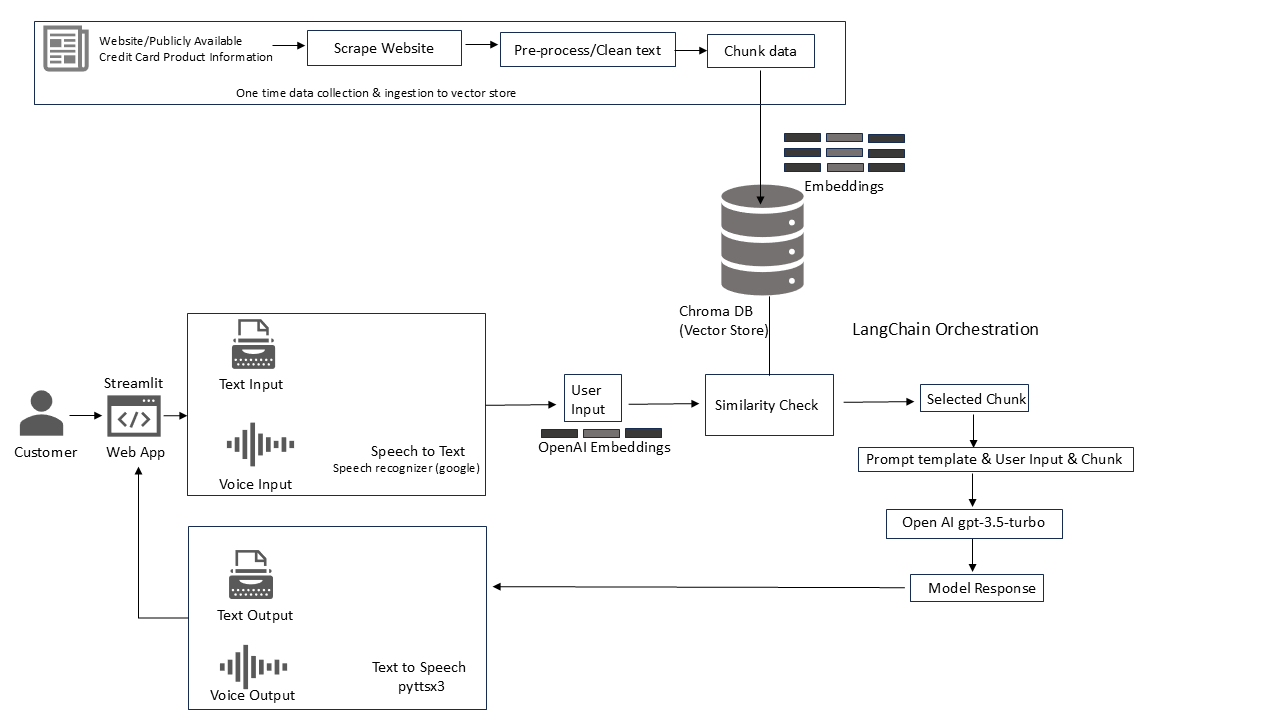 Website/Publicly Available
Credit Card Product Information
Scrape Website
Pre-process/Clean text
Chunk data
One time data collection & ingestion to vector store
Embeddings
Chroma DB
(Vector Store)
LangChain Orchestration
Customer
Streamlit
Web App
Text Input
Voice Input
Speech to Text
Speech recognizer (google)
User
Input
OpenAI Embeddings
Similarity Check
Selected Chunk
Prompt template & User Input & Chunk
Open AI gpt-3.5-turbo
Model Response
Text Output
Voice Output
Text to Speech
pyttsx3